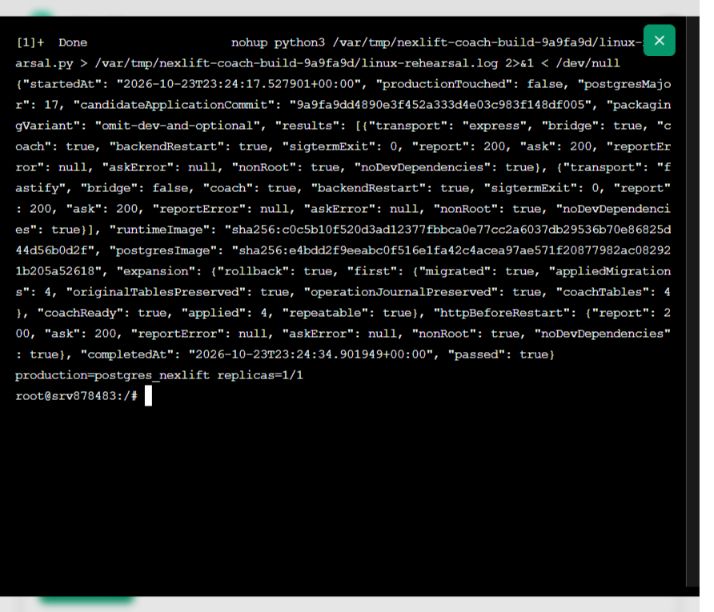 [1]+  Done                    nohup python3 /var/tmp/nexlift-coach-build-9a9fa9d/linux-
arsal.py > /var/tmp/nexlift-coach-build-9a9fa9d/linux-rehearsal.log 2>&1 < /dev/null
{"startedAt": "2026-10-23T23:24:17.527901+00:00", "productionTouched": false, "postgresMajo
r": 17, "candidateApplicationCommit": "9a9fa9dd4890e3f452a333d4e03c983f148df005", "packagin
gVariant": "omit-dev-and-optional", "results": [{"transport": "express", "bridge": true, "c
oach": true, "backendRestart": true, "sigtermExit": 0, "report": 200, "ask": 200, "reportEr
ror": null, "askError": null, "nonRoot": true, "noDevDependencies": true}, {"transport": "f
astify", "bridge": false, "coach": true, "backendRestart": true, "sigtermExit": 0, "report"
: 200, "ask": 200, "reportError": null, "askError": null, "nonRoot": true, "noDevDependenci
es": true}], "runtimeImage": "sha256:c0c5b10f520d3ad12377fbbca0e77cc2a6037db29536b70e86825d
44d56b0d2f", "postgresImage": "sha256:e4bdd2f9eeabc0f516e1fa42c4acea97ae571f20877982ac08292
1b205a52618", "expansion": {"rollback": true, "first": {"migrated": true, "appliedMigration
s": 4, "originalTablesPreserved": true, "operationJournalPreserved": true, "coachTables": 4
}, "coachReady": true, "applied": 4, "repeatable": true}, "httpBeforeRestart": {"report": 2
00, "ask": 200, "reportError": null, "askError": null, "nonRoot": true, "noDevDependencies"
: true}, "completedAt": "2026-10-23T23:24:34.901949+00:00", "passed": true}
production=postgres_nexlift replicas=1/1
root@srv878483:/#